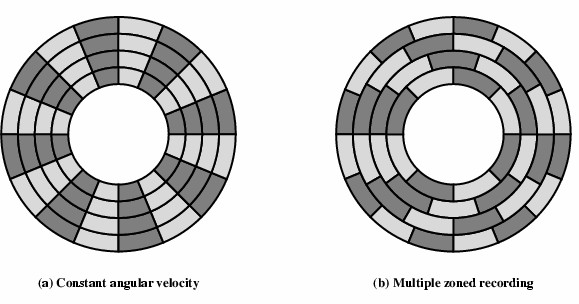 (a) Constant angular velocity
(b) Multiple zoned recording